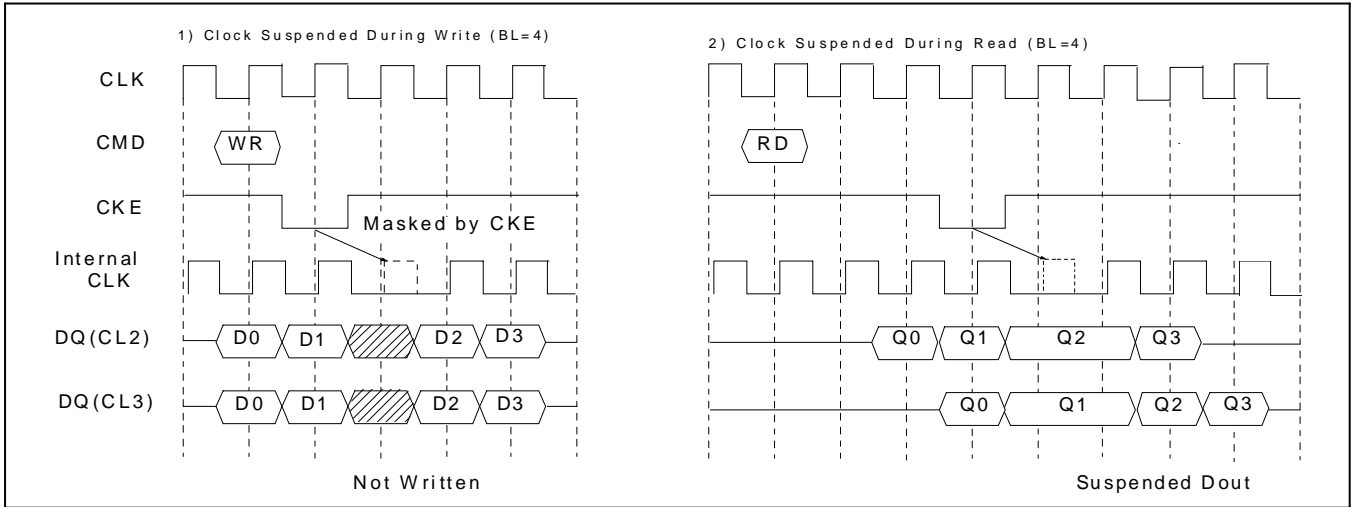 1) Clock Suspended During Write (BL=4)
2) Clock Suspended During Read (BL=4)
CLK
CMD
WR
RD
CKE
Masked by CKE
Internal
CLK
DQ(CL2)
D0
D1
D2
D3
Q0
Q1
Q2
Q3
DQ(CL3)
D0
D1
D2
D3
Q0
Q1
Q2
Q3
Not Written
Suspended Dout